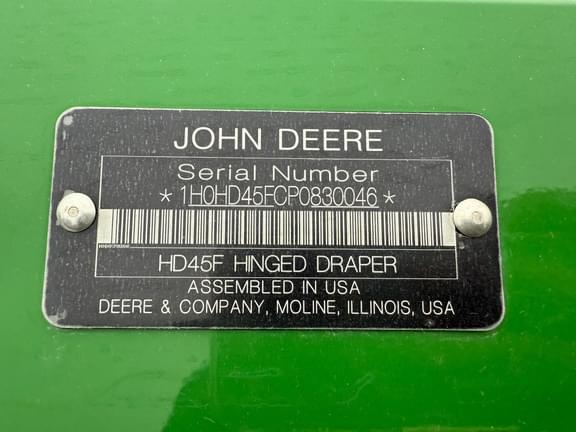 JOHN DEERE
Serial Number
*1H0HD45FCP0830046*
HD45F HINGED DRAPER
ASSEMBLED IN USA
DEERE & COMPANY, MOLINE, ILLINOIS, USA